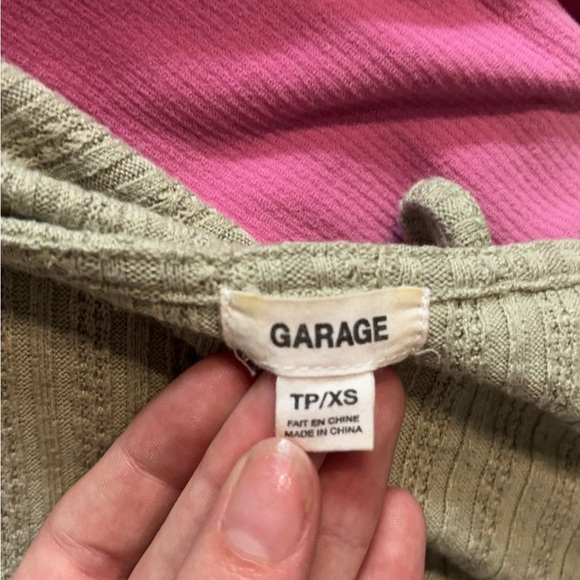 GARAGE
TP/XS
FAIT EN CHINE
MADE IN CHINA